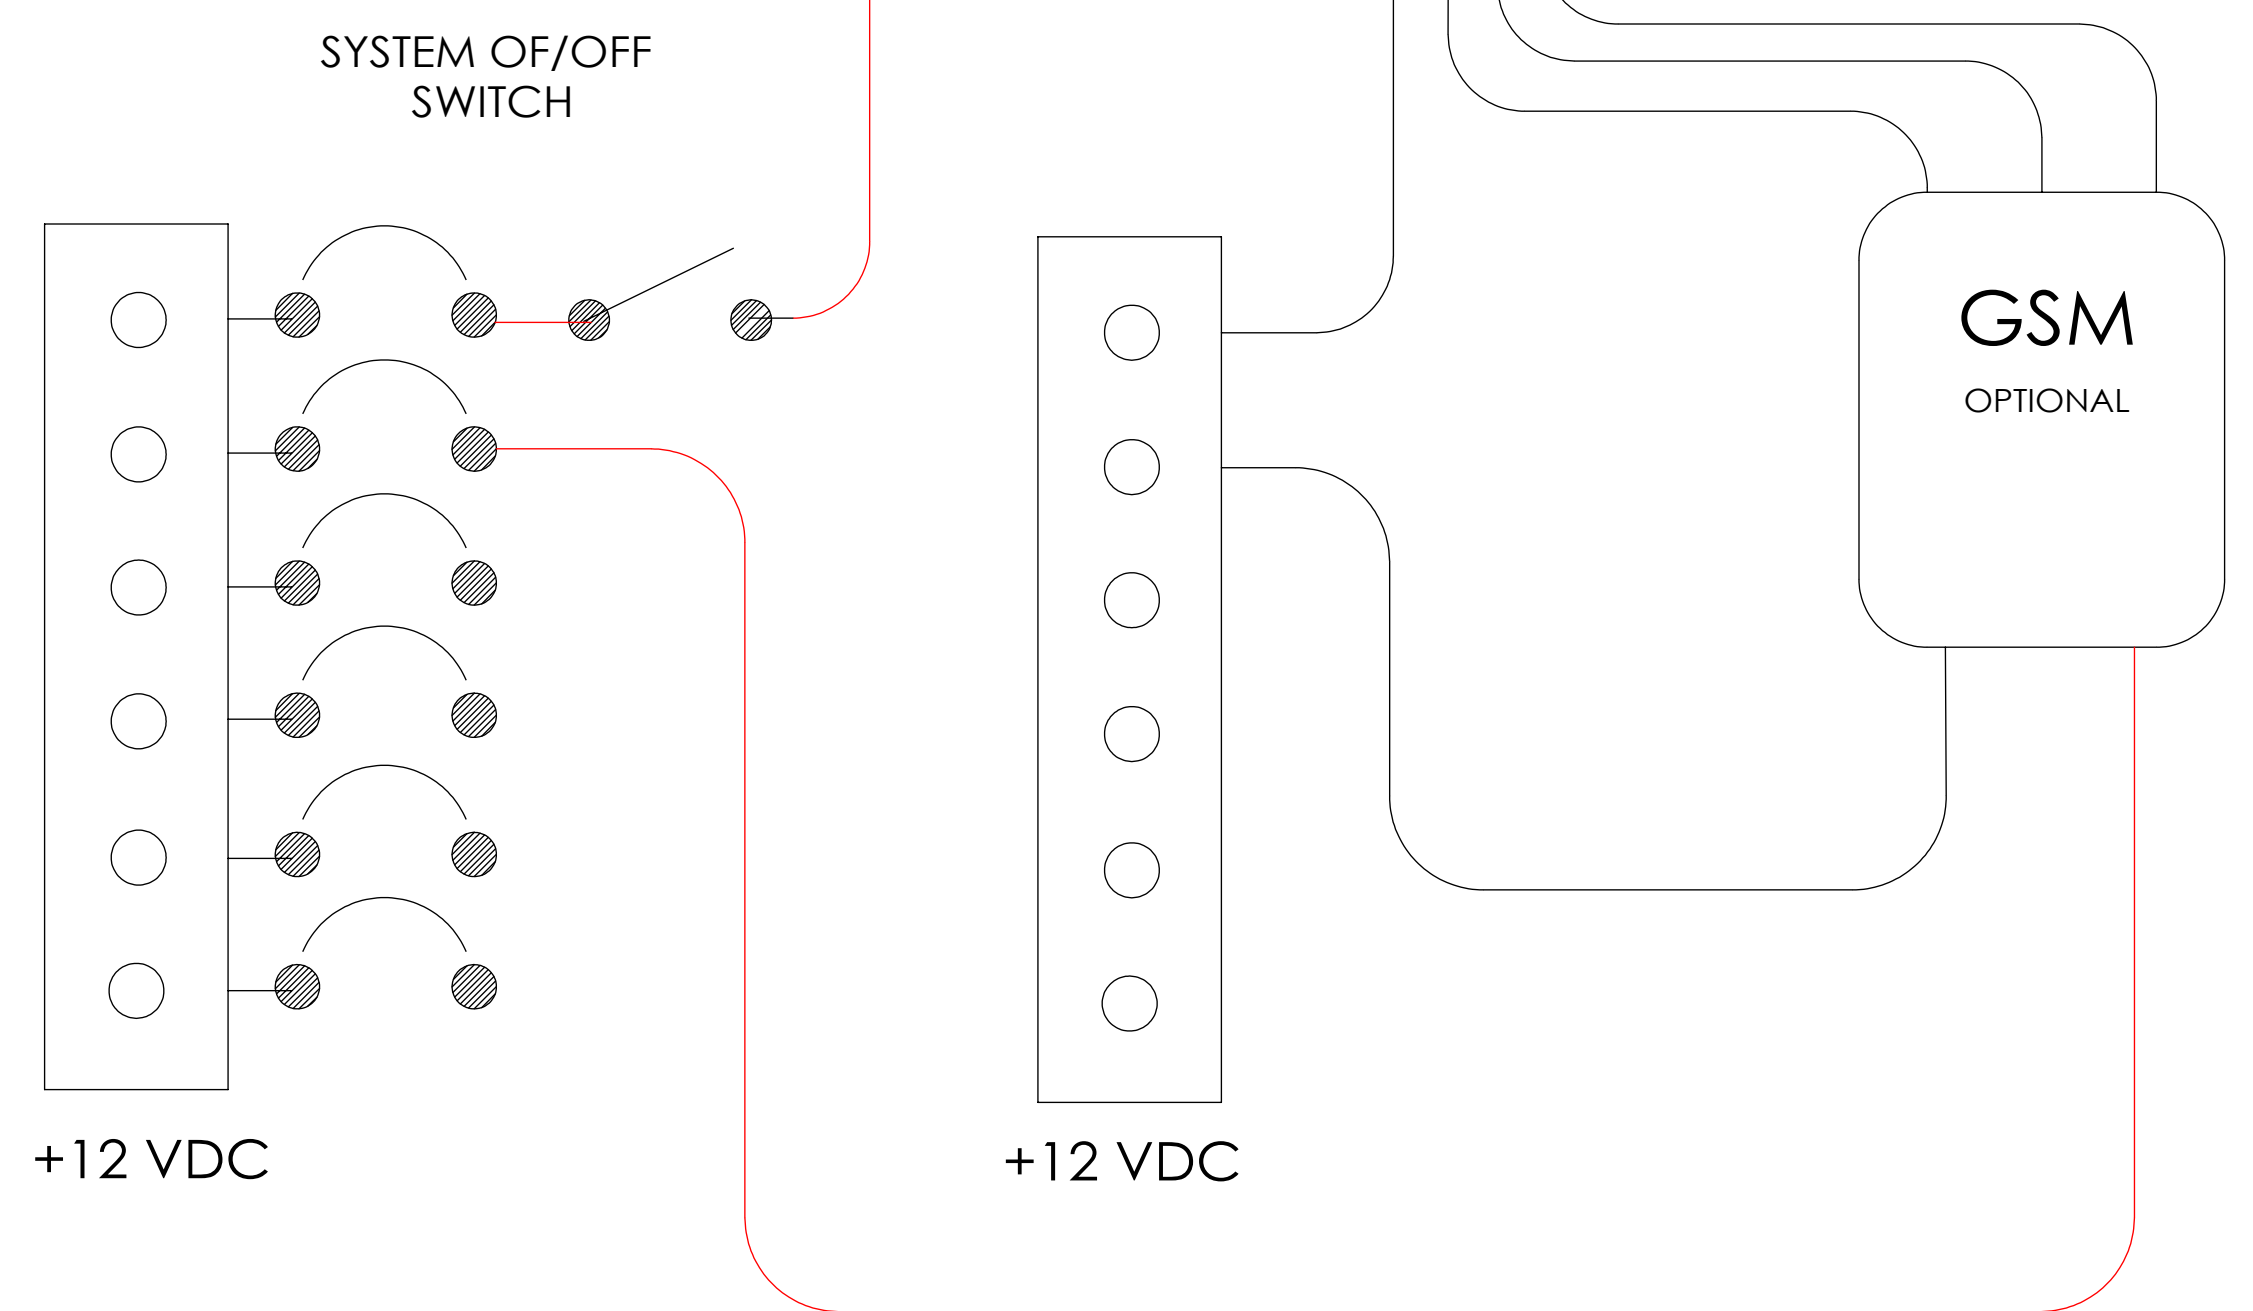 SYSTEM OF/OFF
SWITCH
GSM
OPTIONAL
+12 VDC
+12 VDC